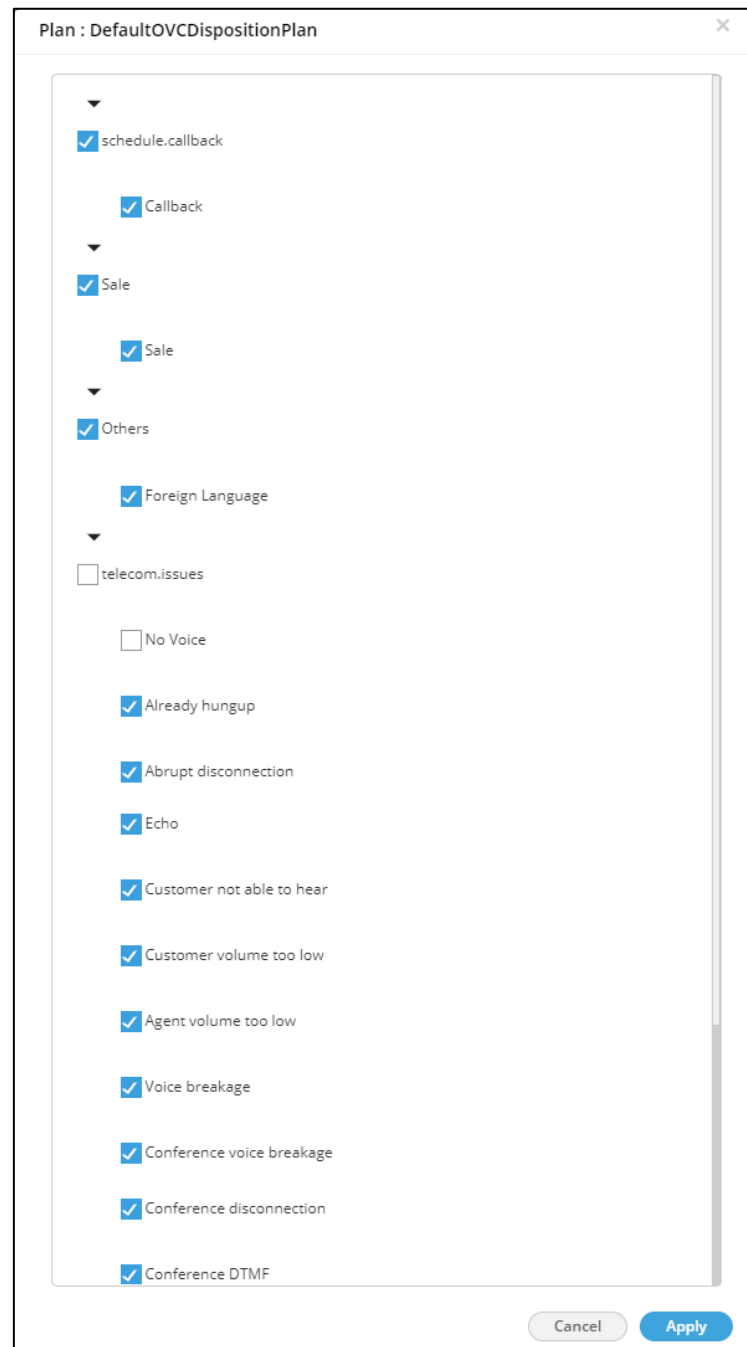 Plan : DefaultOVCDispositionPlan
schedule.callback
Callback
Sale
Sale
Others
Foreign Language
telecom.issues
No Voice
Already hungup
Abrupt disconnection
Echo
Customer not able to hear
Customer volume too low
Agent volume too low
Voice breakage
Conference voice breakage
Conference disconnection
Conference DTMF
Cancel Apply